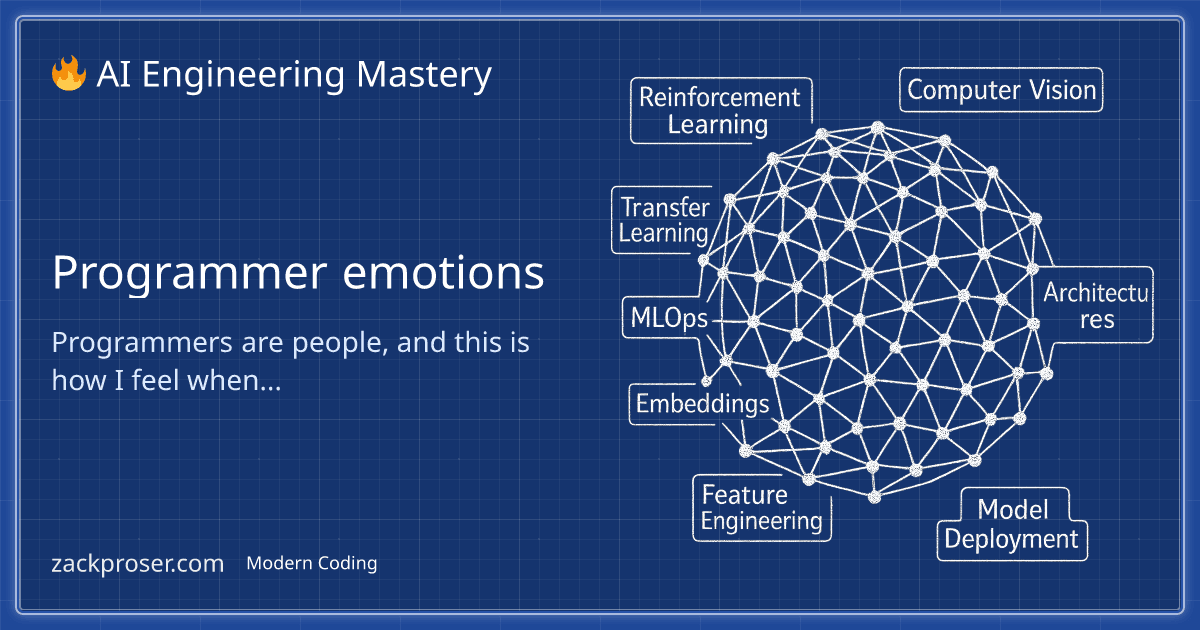 🔥 AI Engineering Mastery
Programmer emotions
Programmers are people, and this is
how I feel when...
zackproser.com
Modern Coding
Reinforcement
Learning
Computer Vision
Transfer
Learning
MLOps
Architectu
res
Embeddings
Feature
Engineering
Model
Deployment